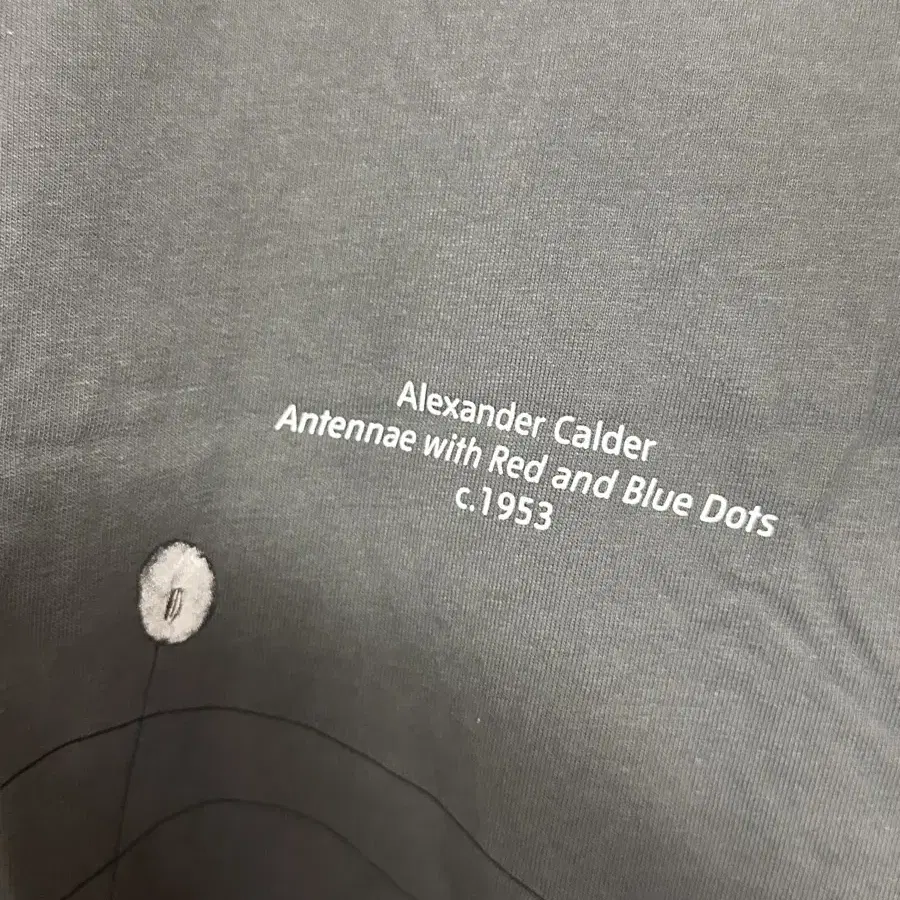 Alexander Calder
Antennae with Red and Blue Dots
c.1953